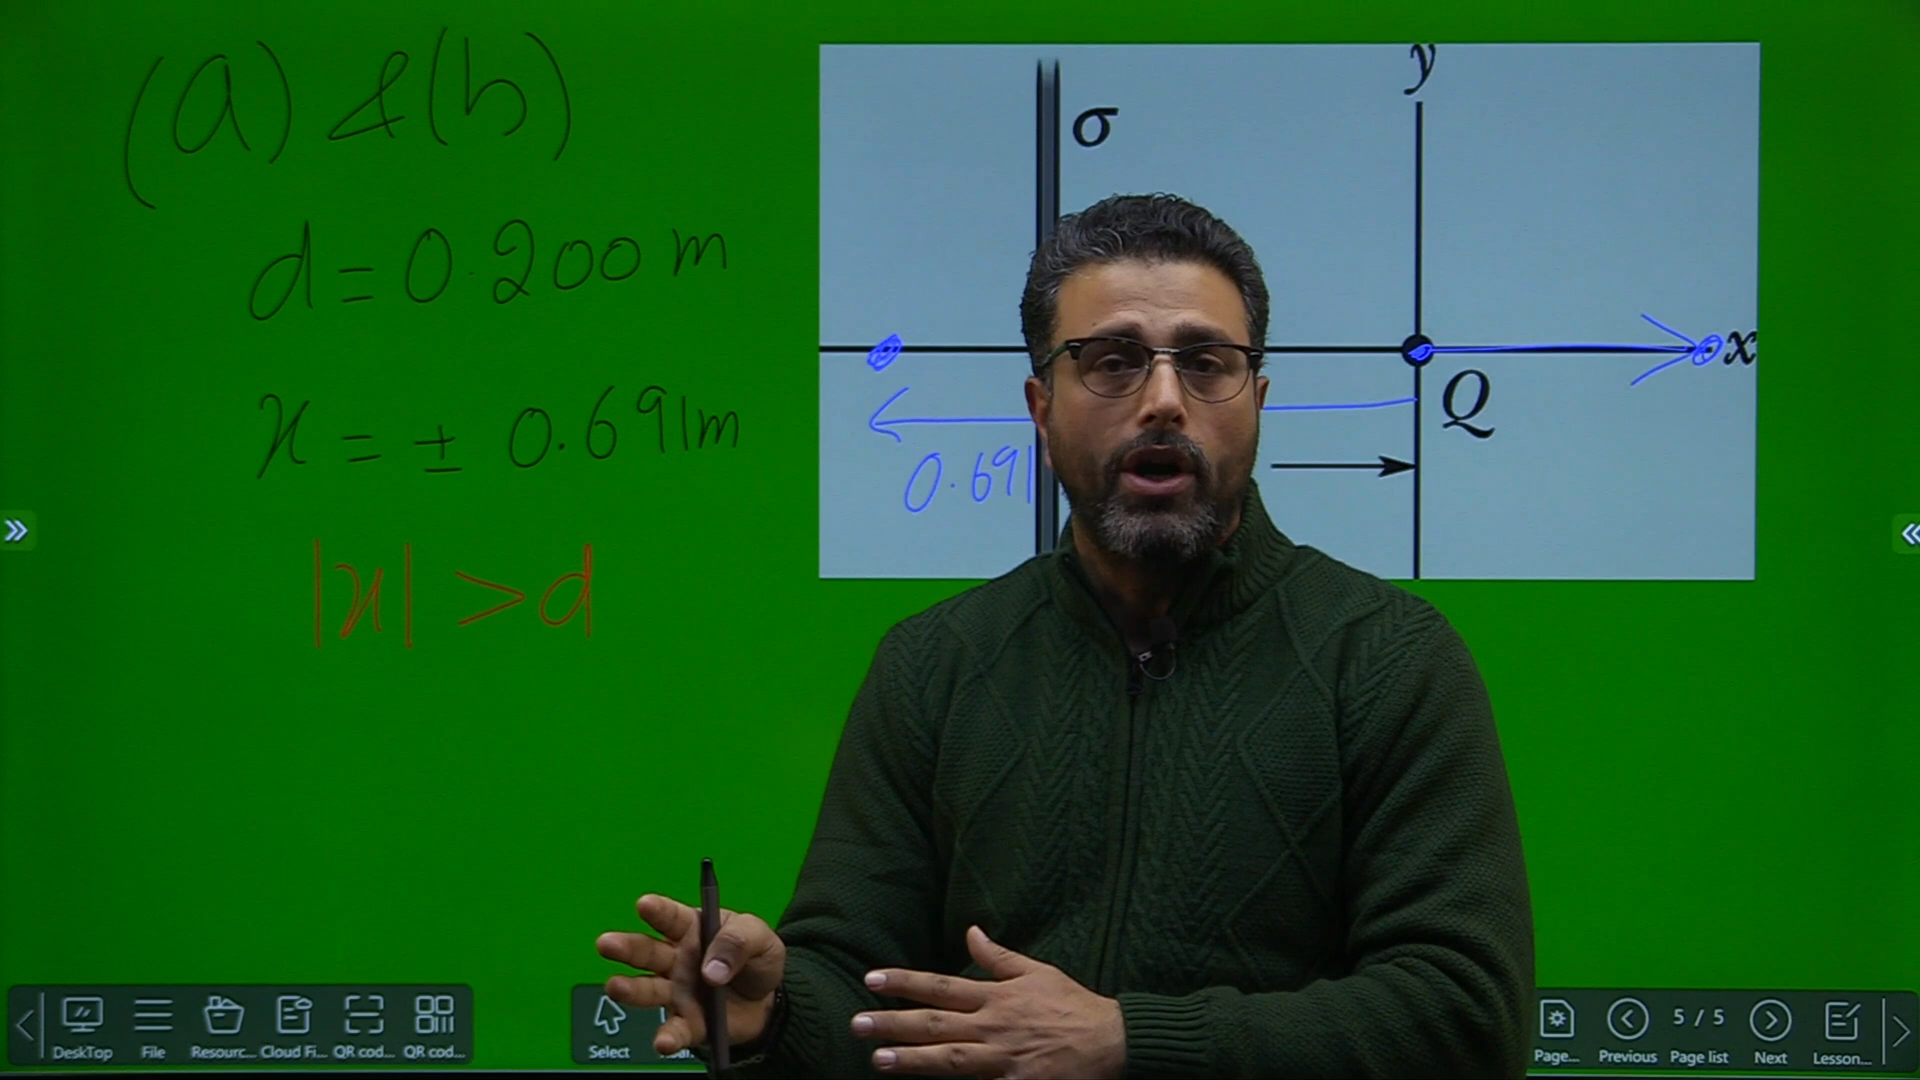 (a) & (b)
d = 0.200 m
x = ± 0.691m
|x| > d
y
σ
x
Q
0.691
DeskTop
File
Resourc...
Cloud Fi...
QR cod...
QR cod...
Select
Page...
Previous
5 / 5
Page list
Next
Lesson...